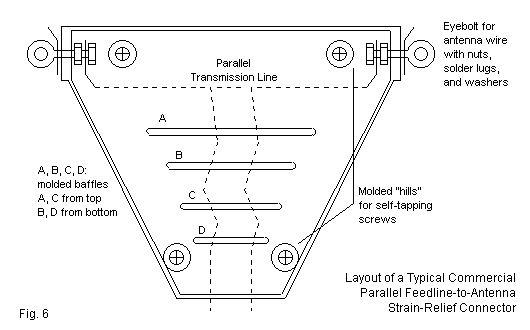 Eyebolt for
antenna wire
with nuts,
solder lugs,
and washers
Parallel
Transmission Line
A
B
C
D
A, B, C, D:
molded baffles
A, C from top
B, D from bottom
Molded "hills"
for self-tapping
screws
Layout of a Typical Commercial
Parallel Feedline-to-Antenna
Strain-Relief Connector
Fig. 6